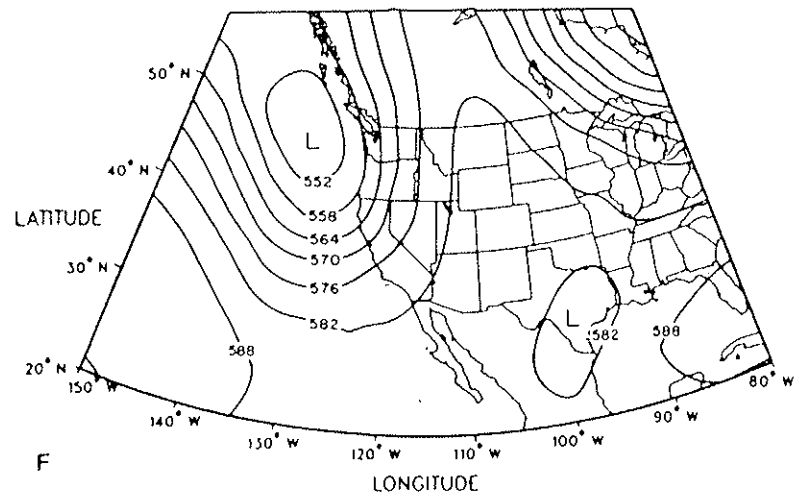 50° N
L
40° N
552
LATITUDE
558
564
570
30° N
576
L
582
582
588
588
20° N
150° W
80° W
140° W
90° W
130° W
120° W
110° W
100° W
F
LONGITUDE